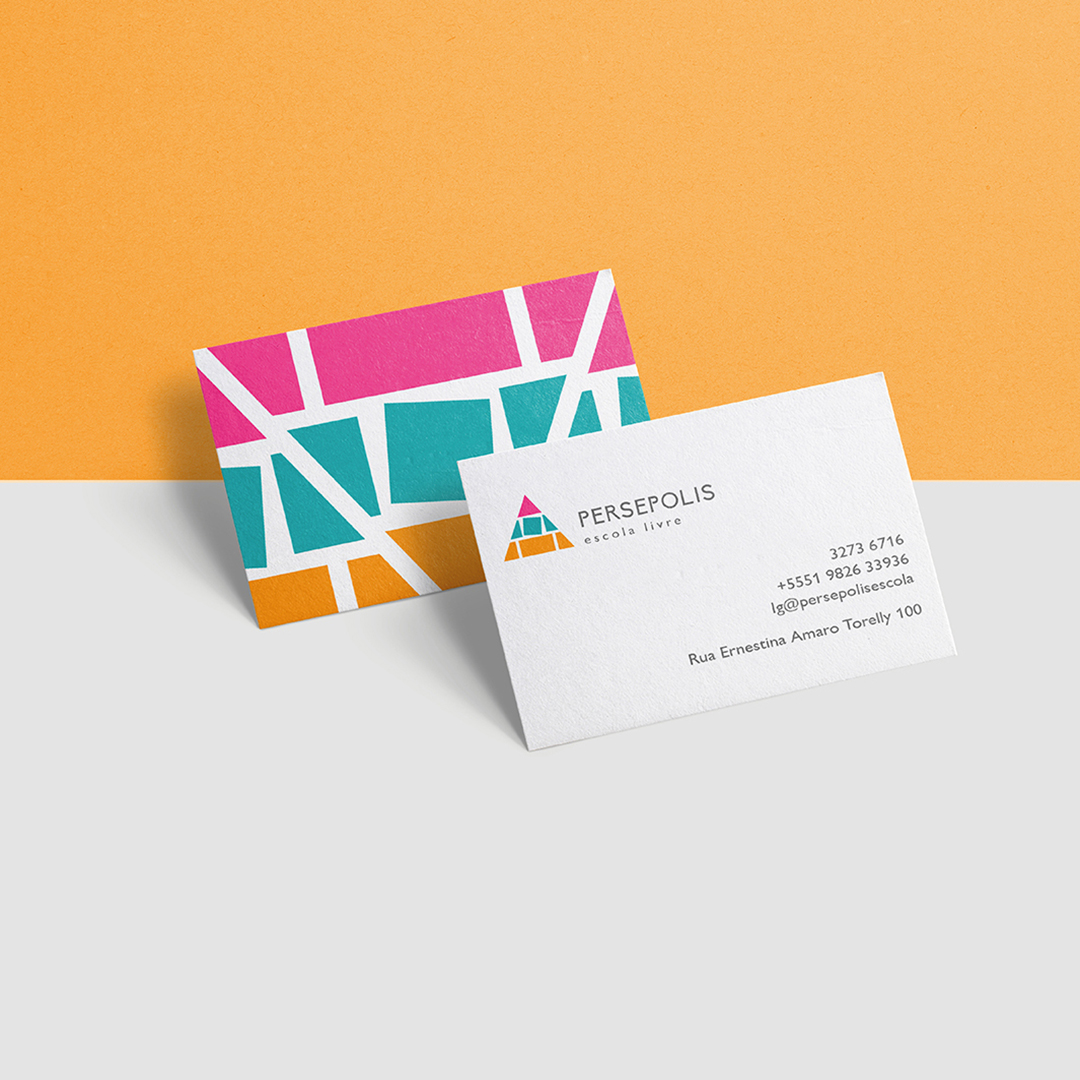 PERSEPOLIS
escola livre
3273 6716
+5551 9826 33936
lg@persepolisescola
Rua Ernestina Amaro Torelly 100